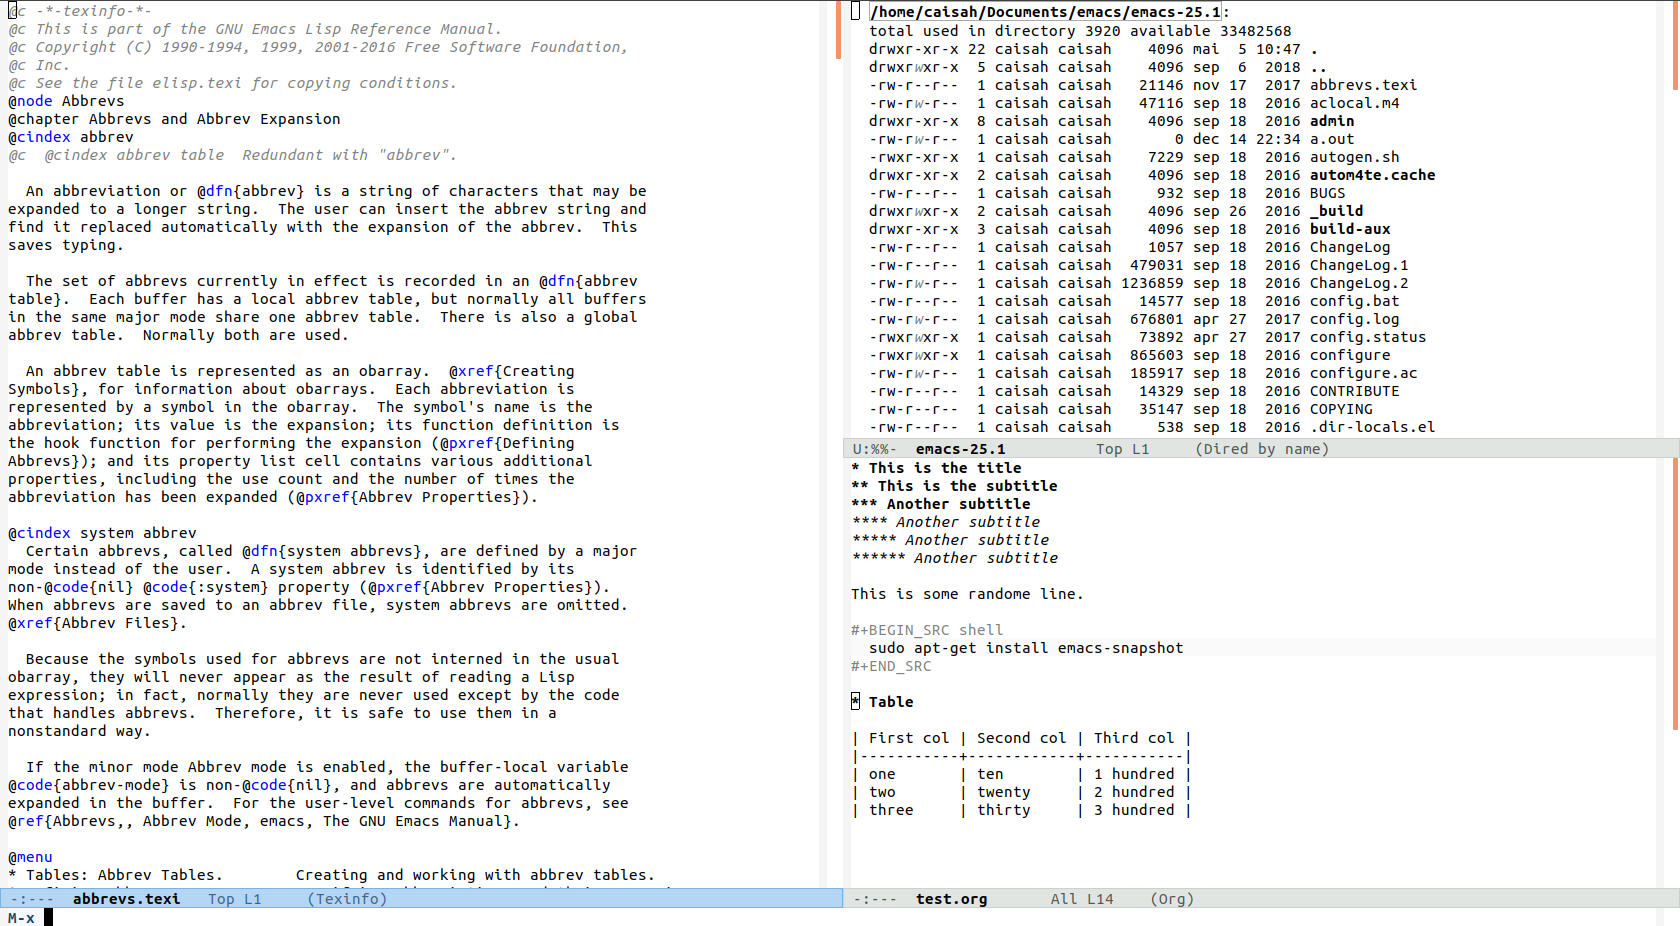 @c -*-texinfo-*-
@c This is part of the GNU Emacs Lisp Reference Manual.
@c Copyright (C) 1990-1994, 1999, 2001-2016 Free Software Foundation,
@c Inc.
@c See the file elisp.texi for copying conditions.
@node Abbrevs
@chapter Abbrevs and Abbrev Expansion
@cindex abbrev
@c  @cindex abbrev table  Redundant with "abbrev".

  An abbreviation or @dfn{abbrev} is a string of characters that may be
expanded to a longer string.  The user can insert the abbrev string and
find it replaced automatically with the expansion of the abbrev.  This
saves typing.

  The set of abbrevs currently in effect is recorded in an @dfn{abbrev
table}.  Each buffer has a local abbrev table, but normally all buffers
in the same major mode share one abbrev table.  There is also a global
abbrev table.  Normally both are used.

  An abbrev table is represented as an obarray.  @xref{Creating
Symbols}, for information about obarrays.  Each abbreviation is
represented by a symbol in the obarray.  The symbol's name is the
abbreviation; its value is the expansion; its function definition is
the hook function for performing the expansion (@pxref{Defining
Abbrevs}); and its property list cell contains various additional
properties, including the use count and the number of times the
abbreviation has been expanded (@pxref{Abbrev Properties}).

@cindex system abbrev
  Certain abbrevs, called @dfn{system abbrevs}, are defined by a major
mode instead of the user.  A system abbrev is identified by its
non-@code{nil} @code{:system} property (@pxref{Abbrev Properties}).
When abbrevs are saved to an abbrev file, system abbrevs are omitted.
@xref{Abbrev Files}.

  Because the symbols used for abbrevs are not interned in the usual
obarray, they will never appear as the result of reading a Lisp
expression; in fact, normally they are never used except by the code
that handles abbrevs.  Therefore, it is safe to use them in a
nonstandard way.

  If the minor mode Abbrev mode is enabled, the buffer-local variable
@code{abbrev-mode} is non-@code{nil}, and abbrevs are automatically
expanded in the buffer.  For the user-level commands for abbrevs, see
@ref{Abbrevs,, Abbrev Mode, emacs, The GNU Emacs Manual}.

@menu
* Tables: Abbrev Tables.        Creating and working with abbrev tables.
-:---  abbrevs.texi   Top L1     (Texinfo)
M-x
/home/caisah/Documents/emacs/emacs-25.1:
total used in directory 3920 available 33482568
drwxr-xr-x 22 caisah caisah    4096 mai  5 10:47 .
drwxrwxr-x  5 caisah caisah    4096 sep  6  2018 ..
-rw-r--r--  1 caisah caisah   21146 nov 17  2017 abbrevs.texi
-rw-rw-r--  1 caisah caisah   47116 sep 18  2016 aclocal.m4
drwxr-xr-x  8 caisah caisah    4096 sep 18  2016 admin
-rw-rw-r--  1 caisah caisah       0 dec 14 22:34 a.out
-rwxr-xr-x  1 caisah caisah    7229 sep 18  2016 autogen.sh
drwxr-xr-x  2 caisah caisah    4096 sep 18  2016 autom4te.cache
-rw-r--r--  1 caisah caisah     932 sep 18  2016 BUGS
drwxrwxr-x  2 caisah caisah    4096 sep 26  2016 _build
drwxr-xr-x  3 caisah caisah    4096 sep 18  2016 build-aux
-rw-r--r--  1 caisah caisah    1057 sep 18  2016 ChangeLog
-rw-r--r--  1 caisah caisah  479031 sep 18  2016 ChangeLog.1
-rw-rw-r--  1 caisah caisah 1236859 sep 18  2016 ChangeLog.2
-rw-r--r--  1 caisah caisah   14577 sep 18  2016 config.bat
-rw-rw-r--  1 caisah caisah  676801 apr 27  2017 config.log
-rwxrwxr-x  1 caisah caisah   73892 apr 27  2017 config.status
-rwxrwxr-x  1 caisah caisah  865603 sep 18  2016 configure
-rw-rw-r--  1 caisah caisah  185917 sep 18  2016 configure.ac
-rw-r--r--  1 caisah caisah   14329 sep 18  2016 CONTRIBUTE
-rw-r--r--  1 caisah caisah   35147 sep 18  2016 COPYING
-rw-r--r--  1 caisah caisah     538 sep 18  2016 .dir-locals.el
U:%%-  emacs-25.1          Top L1     (Dired by name)
* This is the title
** This is the subtitle
*** Another subtitle
**** Another subtitle
***** Another subtitle
****** Another subtitle

This is some randome line.

#+BEGIN_SRC shell
  sudo apt-get install emacs-snapshot
#+END_SRC

* Table

| First col | Second col | Third col |
|-----------+------------+-----------|
| one       | ten        | 1 hundred |
| two       | twenty     | 2 hundred |
| three     | thirty     | 3 hundred |
-:---  test.org       All L14    (Org)